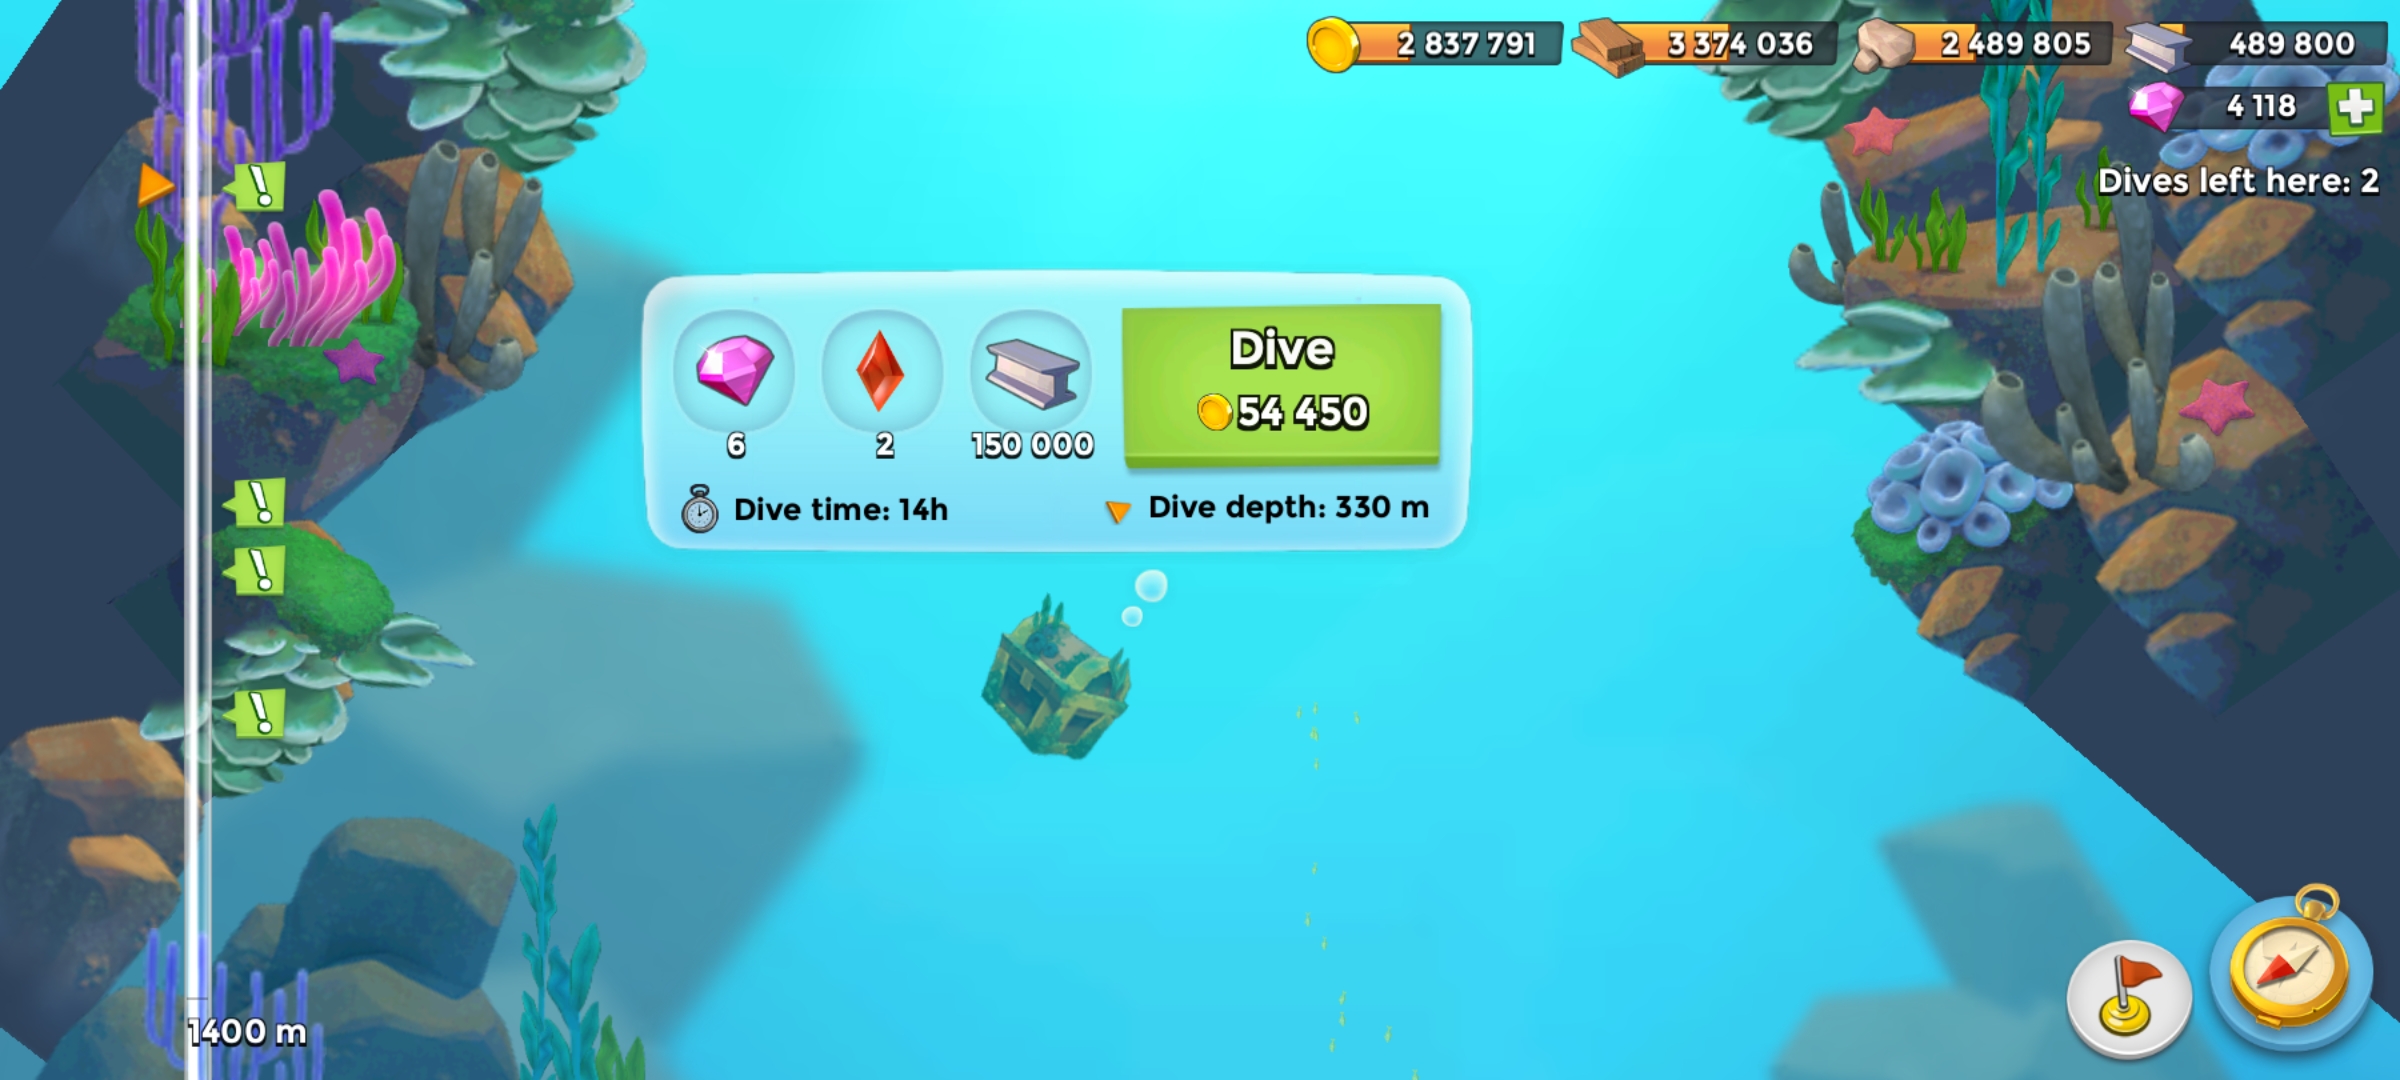 2 837 791
3 374 036
2 489 805
489 800
4 118
Dives left here: 2
Dive
54 450
6
2
150 000
Dive time: 14h
Dive depth: 330 m
1400 m